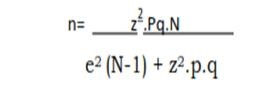 n= z².Pq.N
e² (N-1) + z².p.q